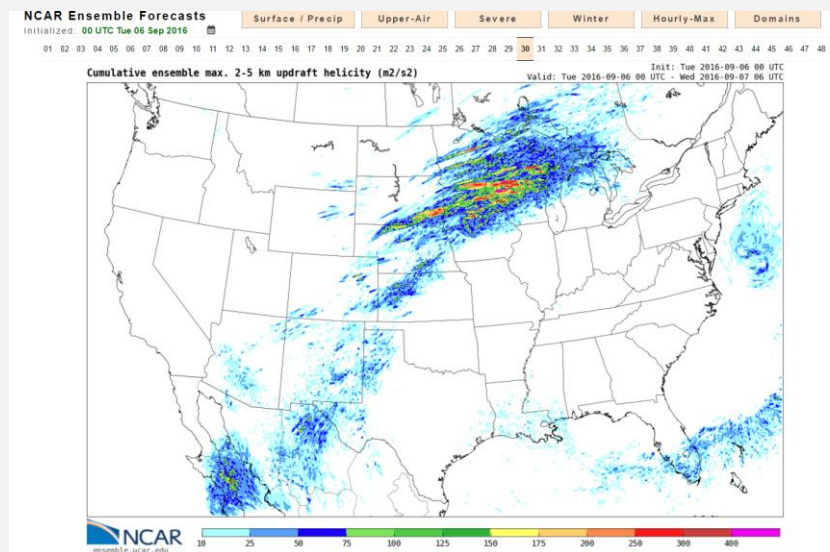 NCAR Ensemble Forecasts
Surface / Precip Upper-Air Severe Winter Hourly-Max Domains
Initialized: 00 UTC Tue 06 Sep 2016
01 02 03 04 05 06 07 08 09 10 11 12 13 14 15 16 17 18 19 20 21 22 23 24 25 26 27 28 29 30 31 32 33 34 35 36 37 38 39 40 41 42 43 44 45 46 47 48
Init: Tue 2016-09-06 00 UTC
Cumulative ensemble max. 2-5 km updraft helicity (m2/s2)
Valid: Tue 2016-09-06 00 UTC - Wed 2016-09-07 06 UTC
NCAR
ensemble.ucar.edu
10 25 50 75 100 125 150 175 200 250 300 400